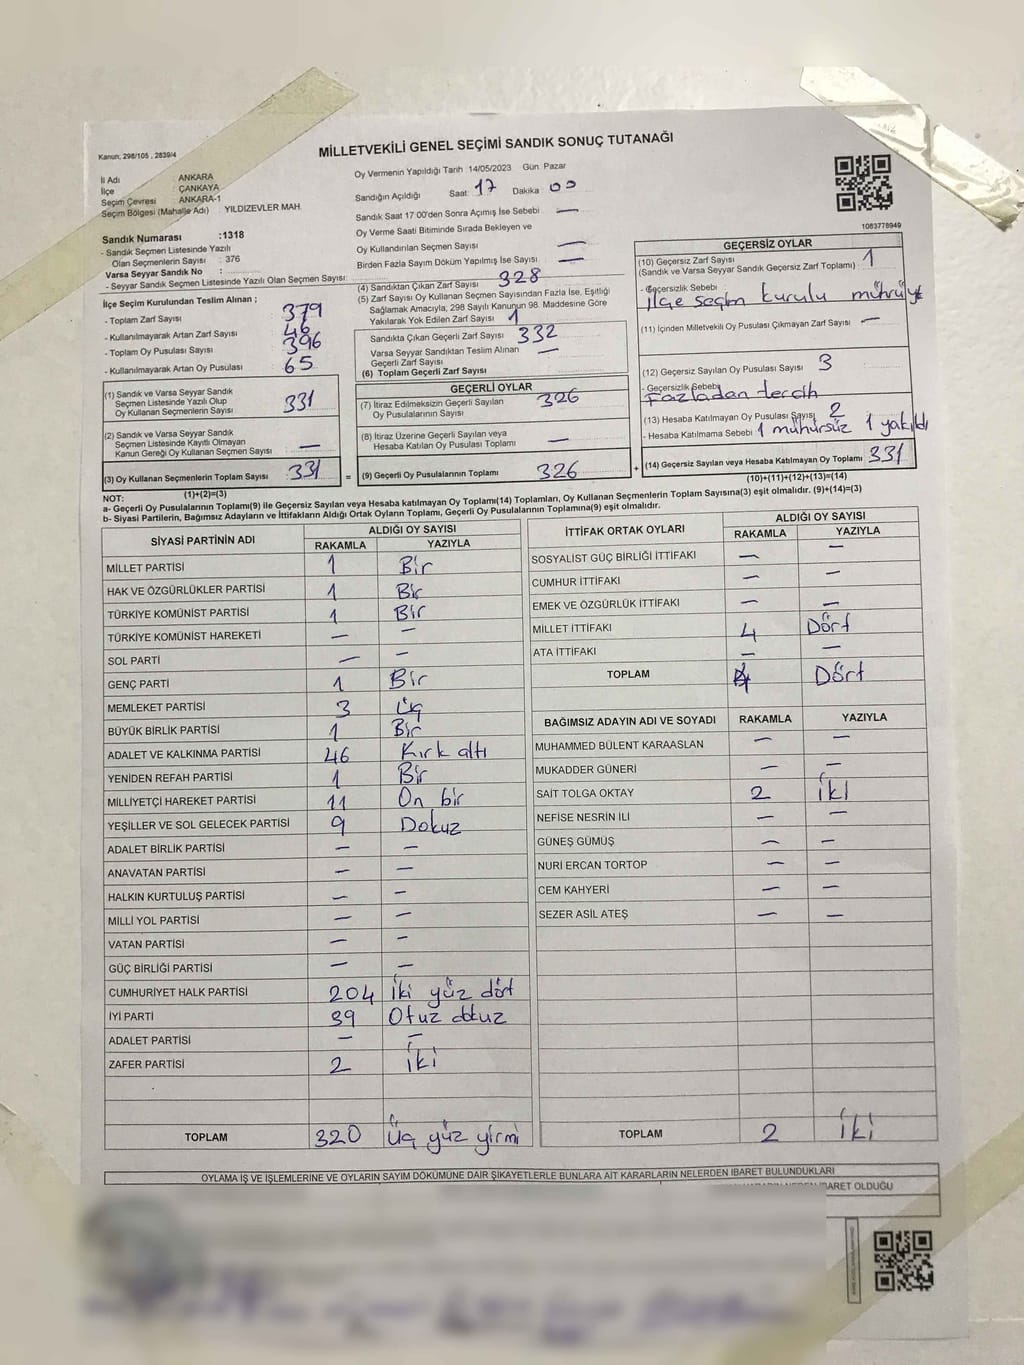 Kanun: 298/105 , 2839/4
MİLLETVEKİLİ GENEL SEÇİMİ SANDIK SONUÇ TUTANAĞI
İl Adı : ANKARA
İlçe : ÇANKAYA
Seçim Çevresi : ANKARA-1
Seçim Bölgesi (Mahalle Adı) : YILDIZEVLER MAH.
Sandık Numarası :1318
- Sandık Seçmen Listesinde Yazılı
Olan Seçmenlerin Sayısı : 376
Varsa Seyyar Sandık No :
- Seyyar Sandık Seçmen Listesinde Yazılı Olan Seçmen Sayısı:
İlçe Seçim Kurulundan Teslim Alınan ;
- Toplam Zarf Sayısı 379
- Kullanılmayarak Artan Zarf Sayısı 46
- Toplam Oy Pusulası Sayısı 396
- Kullanılmayarak Artan Oy Pusulası 65
(1) Sandık ve Varsa Seyyar Sandık
Seçmen Listesinde Yazılı Olup
Oy Kullanan Seçmenlerin Sayısı 331
(2) Sandık ve Varsa Seyyar Sandık
Seçmen Listesinde Kayıtlı Olmayan
Kanun Gereği Oy Kullanan Seçmen Sayısı —
(3) Oy Kullanan Seçmenlerin Toplam Sayısı 331 =
(1)+(2)=(3)
Oy Vermenin Yapıldığı Tarih :14/05/2023 Gün: Pazar
Sandığın Açıldığı Saat: 17 Dakika: 00
Sandık Saat 17:00'den Sonra Açımış İse Sebebi —
Oy Verme Saati Bitiminde Sırada Bekleyen ve
Oy Kullandırılan Seçmen Sayısı —
Birden Fazla Sayım Döküm Yapılmış İse Sayısı —
(4) Sandıktan Çıkan Zarf Sayısı 328
(5) Zarf Sayısı Oy Kullanan Seçmen Sayısından Fazla İse, Eşitliği
Sağlamak Amacıyla, 298 Sayılı Kanunun 98. Maddesine Göre
Yakılarak Yok Edilen Zarf Sayısı 1
Sandıkta Çıkan Geçerli Zarf Sayısı 332
Varsa Seyyar Sandıktan Teslim Alınan
Geçerli Zarf Sayısı —
(6) Toplam Geçerli Zarf Sayısı
GEÇERLİ OYLAR
(7) İtiraz Edilmeksizin Geçerli Sayılan
Oy Pusulalarının Sayısı 326
(8) İtiraz Üzerine Geçerli Sayılan veya
Hesaba Katılan Oy Pusulası Toplamı —
(9) Geçerli Oy Pusulalarının Toplamı 326 +
1083778949
GEÇERSİZ OYLAR
(10) Geçersiz Zarf Sayısı
(Sandık ve Varsa Seyyar Sandık Geçersiz Zarf Toplamı) 1
- Geçersizlik Sebebi
ilçe seçim kurulu
(11) İçinden Milletvekili Oy Pusulası Çıkmayan Zarf Sayısı —
(12) Geçersiz Sayılan Oy Pusulası Sayısı 3
- Geçersizlik Sebebi
Fazladan tercih
(13) Hesaba Katılmayan Oy Pusulası Sayısı 2
- Hesaba Katılmama Sebebi 1 mühürsüz 1 yakıldı
(14) Geçersiz Sayılan veya Hesaba Katılmayan Oy Toplamı 331
(10)+(11)+(12)+(13)=(14)
NOT:
a- Geçerli Oy Pusulalarının Toplamı(9) ile Geçersiz Sayılan veya Hesaba katılmayan Oy Toplamı(14) Toplamları, Oy Kullanan Seçmenlerin Toplam Sayısına(3) eşit olmalıdır. (9)+(14)=(3)
b- Siyasi Partilerin, Bağımsız Adayların ve İttifakların Aldığı Ortak Oyların Toplamı, Geçerli Oy Pusulalarının Toplamına(9) eşit olmalıdır.
SİYASİ PARTİNİN ADI ALDIĞI OY SAYISI
RAKAMLA YAZIYLA
MİLLET PARTİSİ 1 Bir
HAK VE ÖZGÜRLÜKLER PARTİSİ 1 Bir
TÜRKİYE KOMÜNİST PARTİSİ 1 Bir
TÜRKİYE KOMÜNİST HAREKETİ — —
SOL PARTİ — —
GENÇ PARTİ 1 Bir
MEMLEKET PARTİSİ 3 Üç
BÜYÜK BİRLİK PARTİSİ 1 Bir
ADALET VE KALKINMA PARTİSİ 46 Kırk altı
YENİDEN REFAH PARTİSİ 1 Bir
MİLLİYETÇİ HAREKET PARTİSİ 11 On bir
YEŞİLLER VE SOL GELECEK PARTİSİ 9 Dokuz
ADALET BİRLİK PARTİSİ — —
ANAVATAN PARTİSİ — —
HALKIN KURTULUŞ PARTİSİ — —
MİLLİ YOL PARTİSİ — —
VATAN PARTİSİ — —
GÜÇ BİRLİĞİ PARTİSİ — —
CUMHURİYET HALK PARTİSİ 204 İki yüz dört
İYİ PARTİ 39 Otuz dokuz
ADALET PARTİSİ — —
ZAFER PARTİSİ 2 İki
TOPLAM 320 Üç yüz yirmi
İTTİFAK ORTAK OYLARI ALDIĞI OY SAYISI
RAKAMLA YAZIYLA
SOSYALİST GÜÇ BİRLİĞİ İTTİFAKI — —
CUMHUR İTTİFAKI — —
EMEK VE ÖZGÜRLÜK İTTİFAKI — —
MİLLET İTTİFAKI 4 Dört
ATA İTTİFAKI — —
TOPLAM 4 Dört
BAĞIMSIZ ADAYIN ADI VE SOYADI RAKAMLA YAZIYLA
MUHAMMED BÜLENT KARAASLAN — —
MUKADDER GÜNERİ — —
SAİT TOLGA OKTAY 2 İki
NEFİSE NESRİN İLİ — —
GÜNEŞ GÜMÜŞ — —
NURİ ERCAN TORTOP — —
CEM KAHYERİ — —
SEZER ASİL ATEŞ — —
TOPLAM 2 İki
OYLAMA İŞ VE İŞLEMLERİNE VE OYLARIN SAYIM DÖKÜMÜNE DAİR ŞİKAYETLERLE BUNLARA AİT KARARLARIN NELERDEN İBARET BULUNDUKLARI
İBARET OLDUĞU